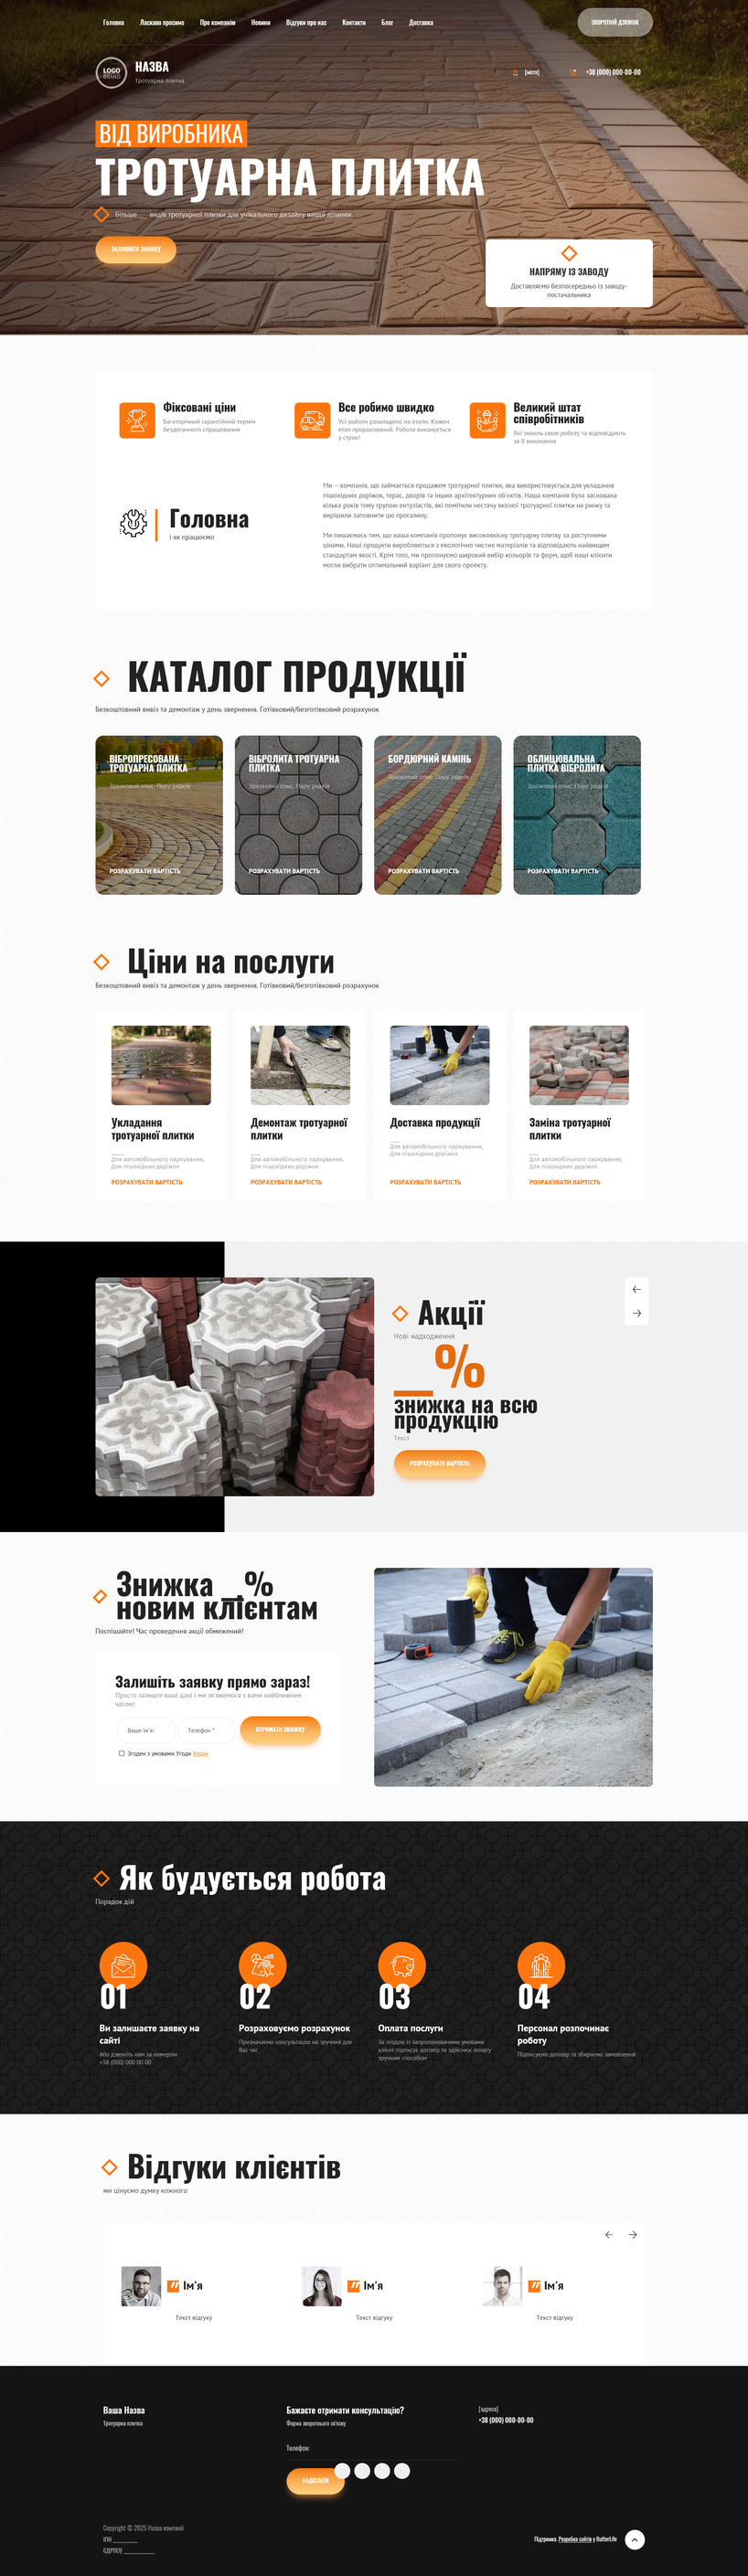 Головна Ласкаво просимо Про компанію Новини Відгуки про нас Контакти Блог Доставка
ЗВОРОТНІЙ ДЗВІНОК
LOGO
BRAND
НАЗВА
Тротуарна плитка
[місто]
+38 (000) 000-00-00
ВІД ВИРОБНИКА
ТРОТУАРНА ПЛИТКА
Більше __ видів тротуарної плитки для унікального дизайну вашої ділянки.
ЗАЛИШИТИ ЗАЯВКУ
НАПРЯМУ ІЗ ЗАВОДУ
Доставляємо безпосередньо із заводу-
постачальника
Фіксовані ціни
Багаторічний гарантійний термін
бездоганного спрацювання
Все робимо швидко
Усі роботи розкладено на етапи. Кожен
етап прорахований. Робота виконується
у строк!
Великий штат
співробітників
Які знають свою роботу та відповідають
за її виконання
Головна
і як працюємо
Ми – компанія, що займається продажем тротуарної плитки, яка використовується для укладання
пішохідних доріжок, терас, дворів та інших архітектурних об'єктів. Наша компанія була заснована
кілька років тому групою ентузіастів, які помітили нестачу якісної тротуарної плитки на ринку та
вирішили заповнити цю прогалину.
Ми пишаємось тим, що наша компанія пропонує високоякісну тротуарну плитку за доступними
цінами. Наші продукти виробляються з екологічно чистих матеріалів та відповідають найвищим
стандартам якості. Крім того, ми пропонуємо широкий вибір кольорів та форм, щоб наші клієнти
могли вибрати оптимальний варіант для свого проекту.
КАТАЛОГ ПРОДУКЦІЇ
Безкоштовний вивіз та демонтаж у день звернення. Готівковий/безготівковий розрахунок
ВІБРОПРЕСОВАНА
ТРОТУАРНА ПЛИТКА
Зразковий опис. Пару рядків
РОЗРАХУВАТИ ВАРТІСТЬ
ВІБРОЛИТА ТРОТУАРНА
ПЛИТКА
Зразковий опис. Пару рядків
РОЗРАХУВАТИ ВАРТІСТЬ
БОРДЮРНИЙ КАМІНЬ
Зразковий опис. Пару рядків
РОЗРАХУВАТИ ВАРТІСТЬ
ОБЛИЦЮВАЛЬНА
ПЛИТКА ВІБРОЛИТА
Зразковий опис. Пару рядків
РОЗРАХУВАТИ ВАРТІСТЬ
Ціни на послуги
Безкоштовний вивіз та демонтаж у день звернення. Готівковий/безготівковий розрахунок
Укладання
тротуарної плитки
___
Для автомобільного паркування,
Для пішохідних доріжок
РОЗРАХУВАТИ ВАРТІСТЬ
Демонтаж тротуарної
плитки
___
Для автомобільного паркування,
Для пішохідних доріжок
РОЗРАХУВАТИ ВАРТІСТЬ
Доставка продукції
___
Для автомобільного паркування,
Для пішохідних доріжок
РОЗРАХУВАТИ ВАРТІСТЬ
Заміна тротуарної
плитки
___
Для автомобільного паркування,
Для пішохідних доріжок
РОЗРАХУВАТИ ВАРТІСТЬ
Акції
Нові надходження
__%
знижка на всю
продукцію
Текст
РОЗРАХУВАТИ ВАРТІСТЬ
Знижка __%
новим клієнтам
Поспішайте! Час проведення акції обмежений!
Залишіть заявку прямо зараз!
Просто залиште ваші дані і ми зв'яжемося з вами найближчим
часом!
Ваше ім'я:
Телефон *
ОТРИМАТИ ЗНИЖКУ
Згоден з умовами Угоди Угода
Як будується робота
Порядок дій
01
Ви залишаєте заявку на
сайті
Або дзвоніть нам за номером
+38 (000) 000 00 00
02
Розраховуємо розрахунок
Призначаємо консультацію на зручний для
Вас час
03
Оплата послуги
За згодою із запропонованими умовами
клієнт підписує договір та здійснює оплату
зручним способом
04
Персонал розпочинає
роботу
Підписуємо договір та збираємо замовлення
Відгуки клієнтів
ми цінуємо думку кожного
Ім'я
Текст відгуку
Ім'я
Текст відгуку
Ім'я
Текст відгуку
Ваша Назва
Тротуарна плитка
Бажаєте отримати консультацію?
Форма зворотнього зв'язку
Телефон:
НАДІСЛАТИ
[адреса]
+38 (000) 000-00-00
Copyright © 2025 Назва компанії
ІПН __________
ЄДРПОУ ____________
Підтримка. Розробка сайтів у ButterLife